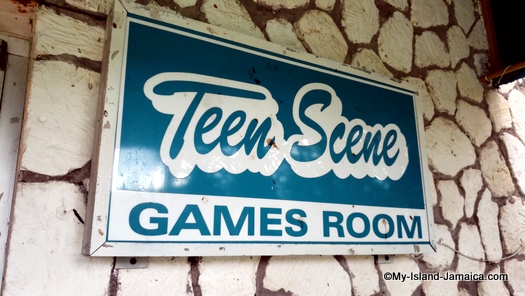 Teen Scene
GAMES ROOM
©My-Island-Jamaica.com